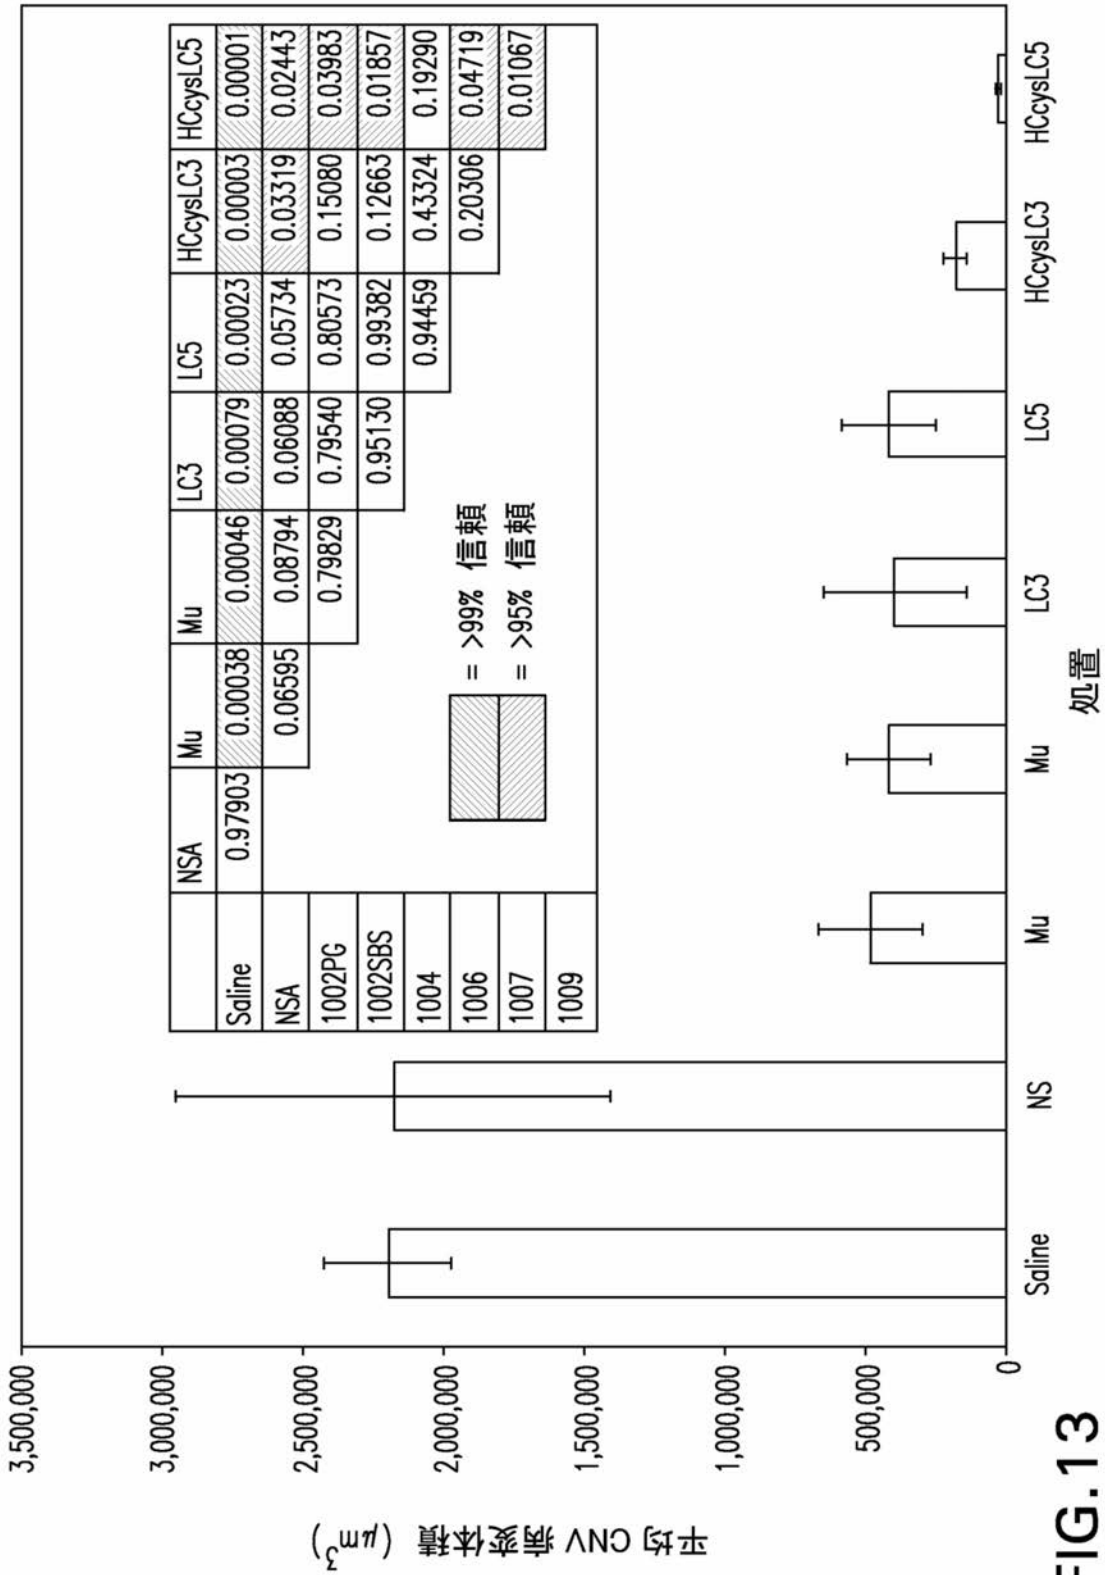 平均 CNV 病変体積 (μm³)
3,500,000
3,000,000
2,500,000
2,000,000
1,500,000
1,000,000
500,000
0
NSA Mu Mu LC3 LC5 HCcysLC3 HCcysLC5
Saline 0.97903 0.00038 0.00046 0.00079 0.00023 0.00003 0.00001
NSA 0.06595 0.08794 0.06088 0.05734 0.03319 0.02443
1002PG 0.79829 0.79540 0.80573 0.15080 0.03983
1002SBS 0.95130 0.99382 0.12663 0.01857
1004 0.94459 0.43324 0.19290
1006 0.20306 0.04719
1007 0.01067
1009
= >99% 信頼
= >95% 信頼
Saline NS Mu Mu LC3 LC5 HCcysLC3 HCcysLC5
処置
FIG.13